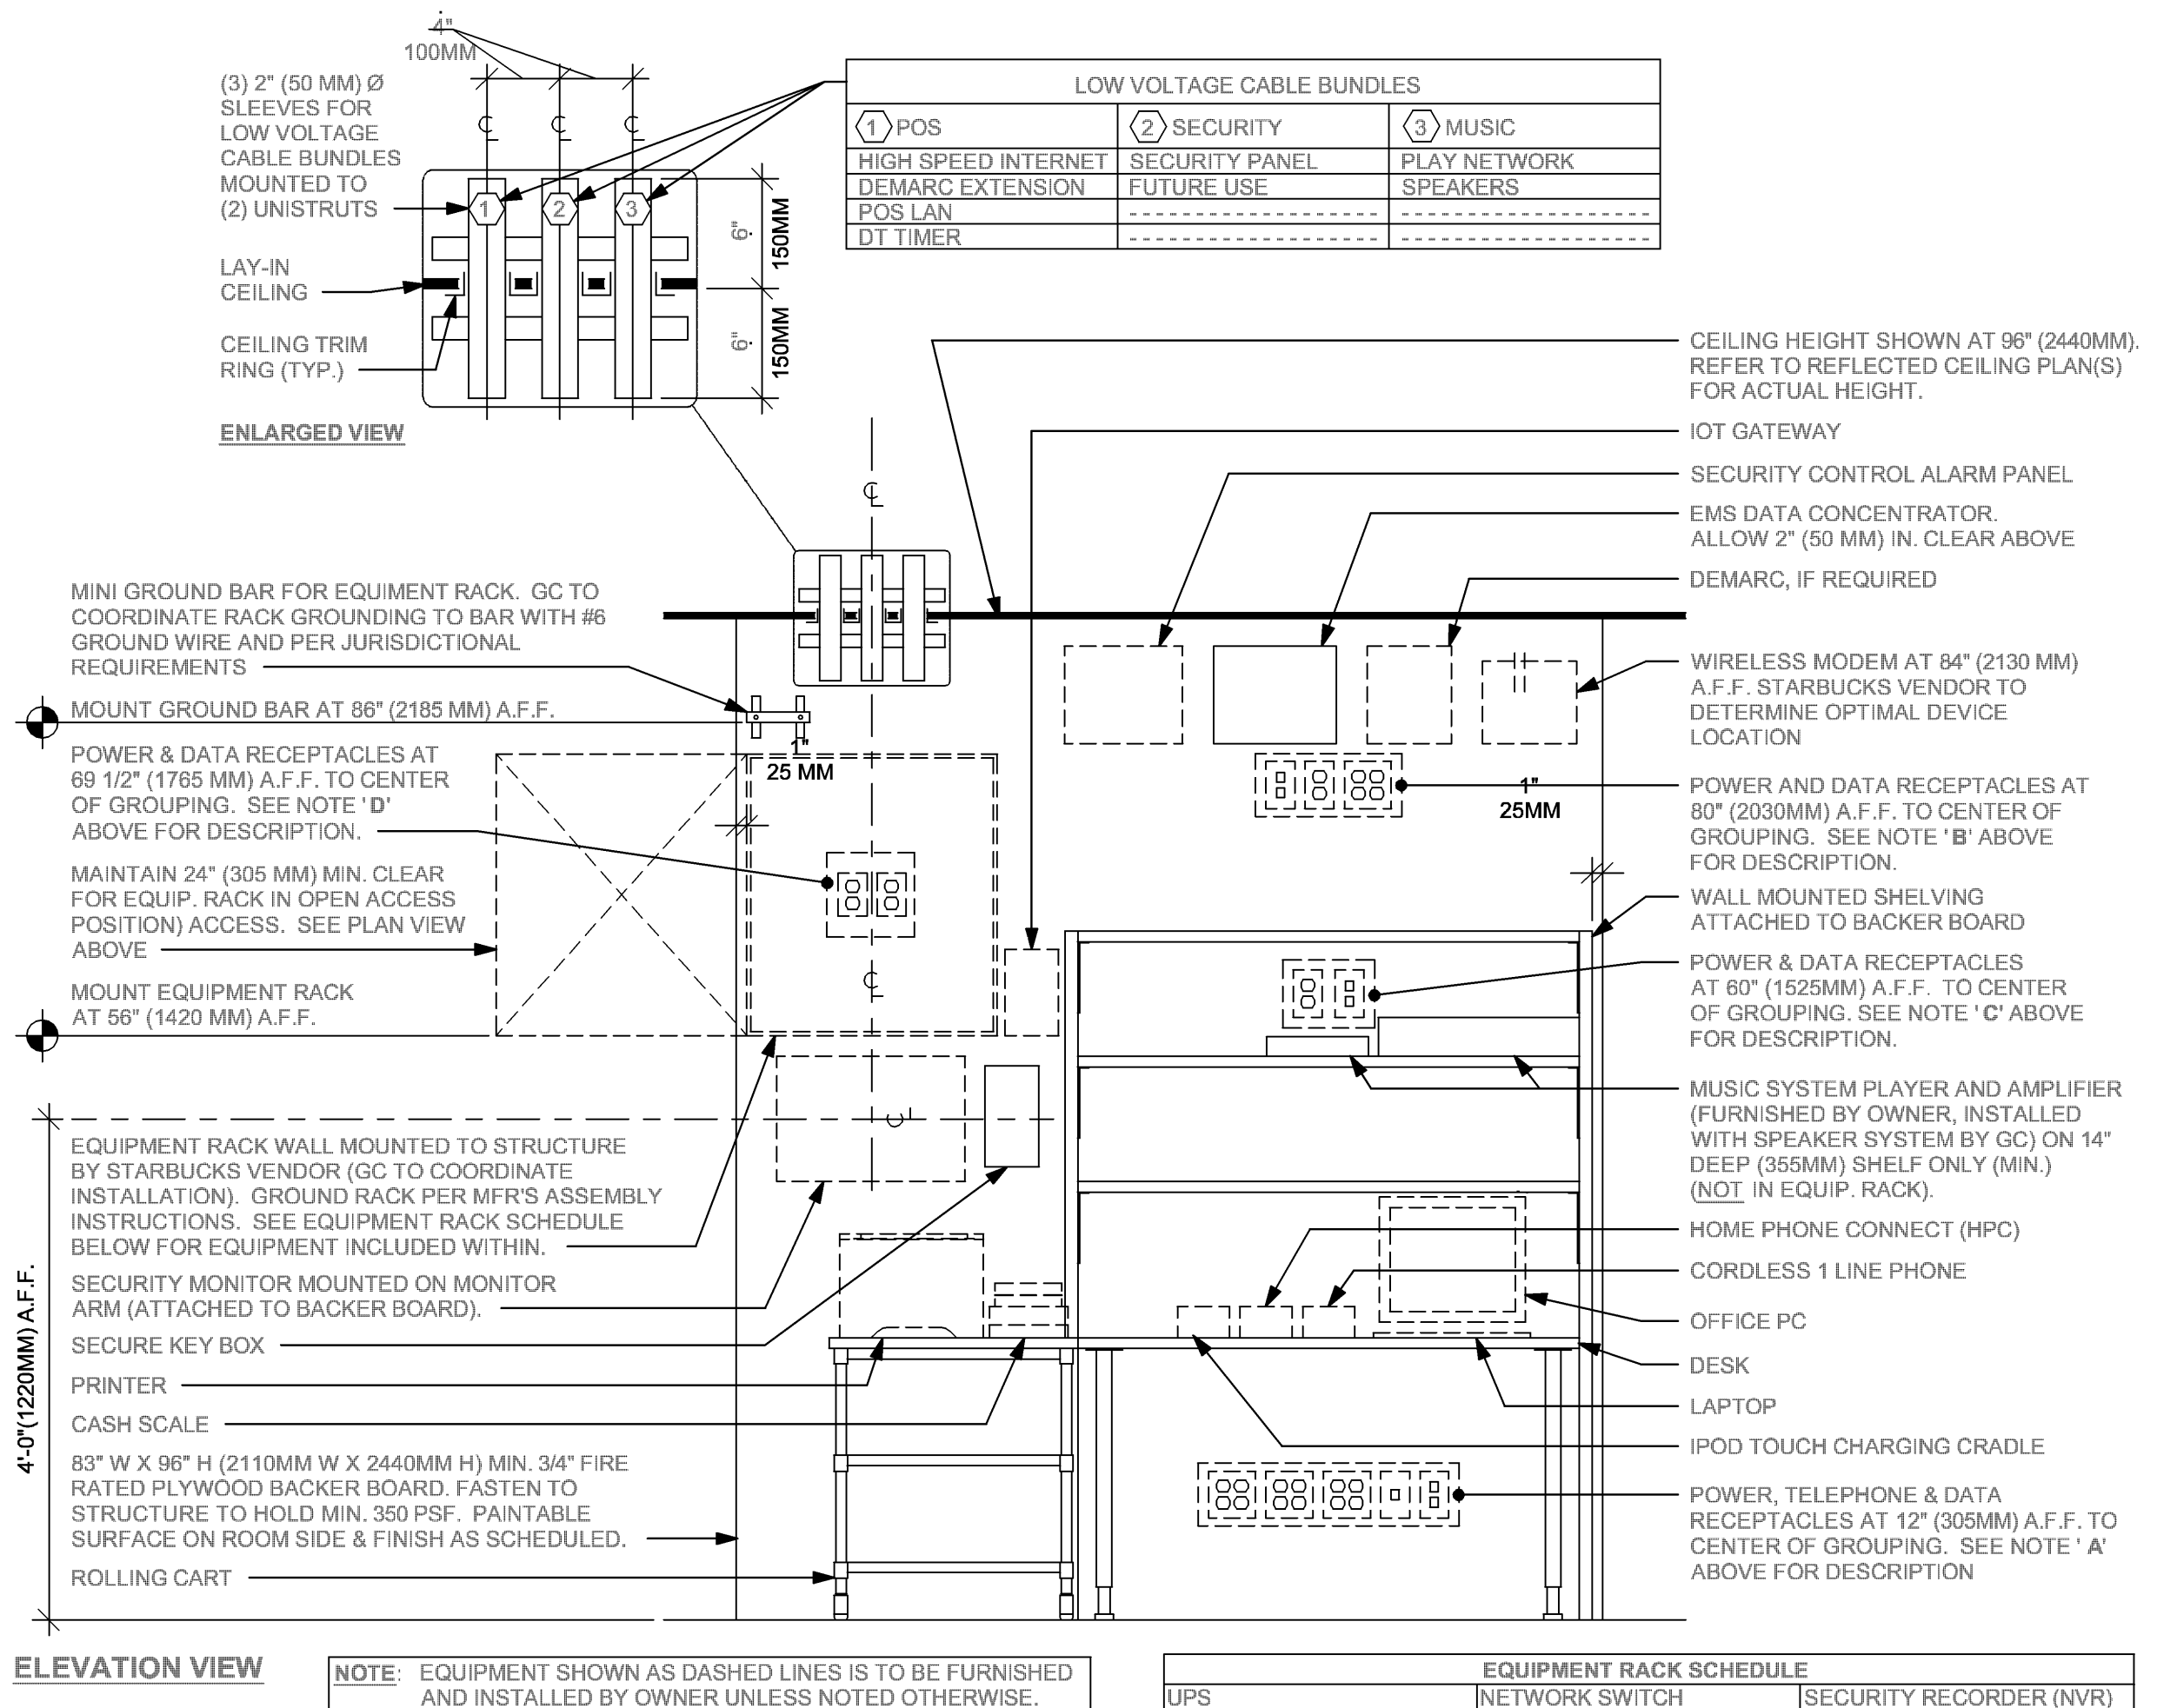 4"
100MM
(3) 2" (50 MM) Ø
SLEEVES FOR
LOW VOLTAGE
CABLE BUNDLES
MOUNTED TO
(2) UNISTRUTS
LAY-IN
CEILING
CEILING TRIM
RING (TYP.)
ENLARGED VIEW
1
2
3
6"
150MM
6"
150MM
LOW VOLTAGE CABLE BUNDLES
1 POS 2 SECURITY 3 MUSIC
HIGH SPEED INTERNET SECURITY PANEL PLAY NETWORK
DEMARC EXTENSION FUTURE USE SPEAKERS
POS LAN
DT TIMER
CEILING HEIGHT SHOWN AT 96" (2440MM).
REFER TO REFLECTED CEILING PLAN(S)
FOR ACTUAL HEIGHT.
IOT GATEWAY
SECURITY CONTROL ALARM PANEL
EMS DATA CONCENTRATOR.
ALLOW 2" (50 MM) IN. CLEAR ABOVE
DEMARC, IF REQUIRED
WIRELESS MODEM AT 84" (2130 MM)
A.F.F. STARBUCKS VENDOR TO
DETERMINE OPTIMAL DEVICE
LOCATION
POWER AND DATA RECEPTACLES AT
80" (2030MM) A.F.F. TO CENTER OF
GROUPING. SEE NOTE 'B' ABOVE
FOR DESCRIPTION.
WALL MOUNTED SHELVING
ATTACHED TO BACKER BOARD
POWER & DATA RECEPTACLES
AT 60" (1525MM) A.F.F. TO CENTER
OF GROUPING. SEE NOTE 'C' ABOVE
FOR DESCRIPTION.
MUSIC SYSTEM PLAYER AND AMPLIFIER
(FURNISHED BY OWNER, INSTALLED
WITH SPEAKER SYSTEM BY GC) ON 14"
DEEP (355MM) SHELF ONLY (MIN.)
(NOT IN EQUIP. RACK).
HOME PHONE CONNECT (HPC)
CORDLESS 1 LINE PHONE
OFFICE PC
DESK
LAPTOP
IPOD TOUCH CHARGING CRADLE
POWER, TELEPHONE & DATA
RECEPTACLES AT 12" (305MM) A.F.F. TO
CENTER OF GROUPING. SEE NOTE 'A'
ABOVE FOR DESCRIPTION
MINI GROUND BAR FOR EQUIMENT RACK. GC TO
COORDINATE RACK GROUNDING TO BAR WITH #6
GROUND WIRE AND PER JURISDICTIONAL
REQUIREMENTS
MOUNT GROUND BAR AT 86" (2185 MM) A.F.F.
POWER & DATA RECEPTACLES AT
69 1/2" (1765 MM) A.F.F. TO CENTER
OF GROUPING. SEE NOTE 'D'
ABOVE FOR DESCRIPTION.
MAINTAIN 24" (305 MM) MIN. CLEAR
FOR EQUIP. RACK IN OPEN ACCESS
POSITION) ACCESS. SEE PLAN VIEW
ABOVE
MOUNT EQUIPMENT RACK
AT 56" (1420 MM) A.F.F.
EQUIPMENT RACK WALL MOUNTED TO STRUCTURE
BY STARBUCKS VENDOR (GC TO COORDINATE
INSTALLATION). GROUND RACK PER MFR'S ASSEMBLY
INSTRUCTIONS. SEE EQUIPMENT RACK SCHEDULE
BELOW FOR EQUIPMENT INCLUDED WITHIN.
SECURITY MONITOR MOUNTED ON MONITOR
ARM (ATTACHED TO BACKER BOARD).
SECURE KEY BOX
PRINTER
CASH SCALE
83" W X 96" H (2110MM W X 2440MM H) MIN. 3/4" FIRE
RATED PLYWOOD BACKER BOARD. FASTEN TO
STRUCTURE TO HOLD MIN. 350 PSF. PAINTABLE
SURFACE ON ROOM SIDE & FINISH AS SCHEDULED.
ROLLING CART
4'-0"(1220MM) A.F.F.
1"
25 MM
1"
25MM
ELEVATION VIEW
NOTE: EQUIPMENT SHOWN AS DASHED LINES IS TO BE FURNISHED
AND INSTALLED BY OWNER UNLESS NOTED OTHERWISE.
EQUIPMENT RACK SCHEDULE
UPS NETWORK SWITCH SECURITY RECORDER (NVR)